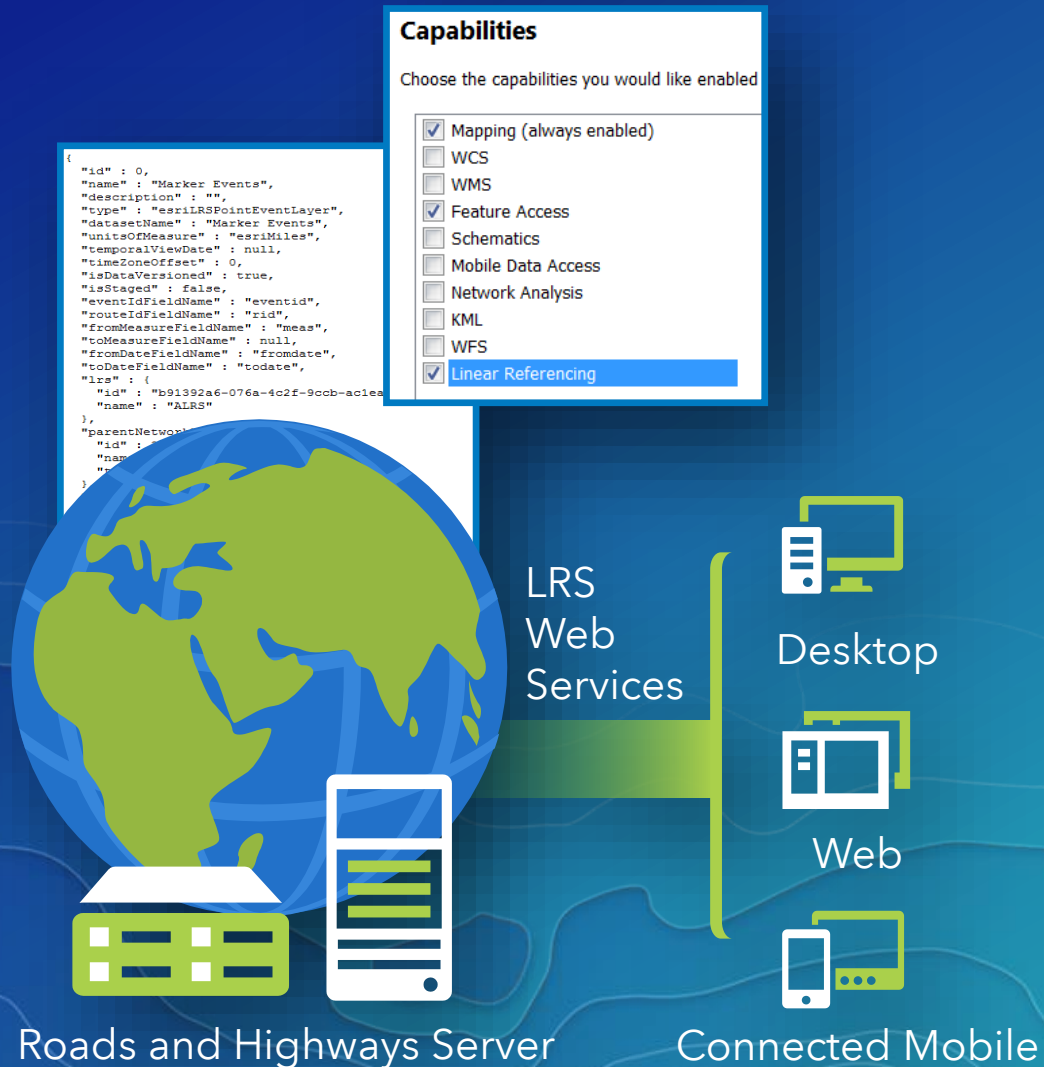 Capabilities
Choose the capabilities you would like enabled
Mapping (always enabled)
WCS
WMS
Feature Access
Schematics
Mobile Data Access
Network Analysis
KML
WFS
Linear Referencing
{
"id" : 0,
"name" : "Marker Events",
"description" : "",
"type" : "esriLRSPointEventLayer",
"datasetName" : "Marker Events",
"unitsOfMeasure" : "esriMiles",
"temporalViewDate" : null,
"timeZoneOffset" : 0,
"isDataVersioned" : true,
"isStaged" : false,
"eventIdFieldName" : "eventid",
"routeIdFieldName" : "rid",
"fromMeasureFieldName" : "meas",
"toMeasureFieldName" : null,
"fromDateFieldName" : "fromdate",
"toDateFieldName" : "todate",
"lrs" : {
"id" : "b91392a6-076a-4c2f-9ccb-ac1ea
"name" : "ALRS"
},
"parentNetwor
"id" :
"nam
}
LRS
Web
Services
Desktop
Web
Connected Mobile
Roads and Highways Server